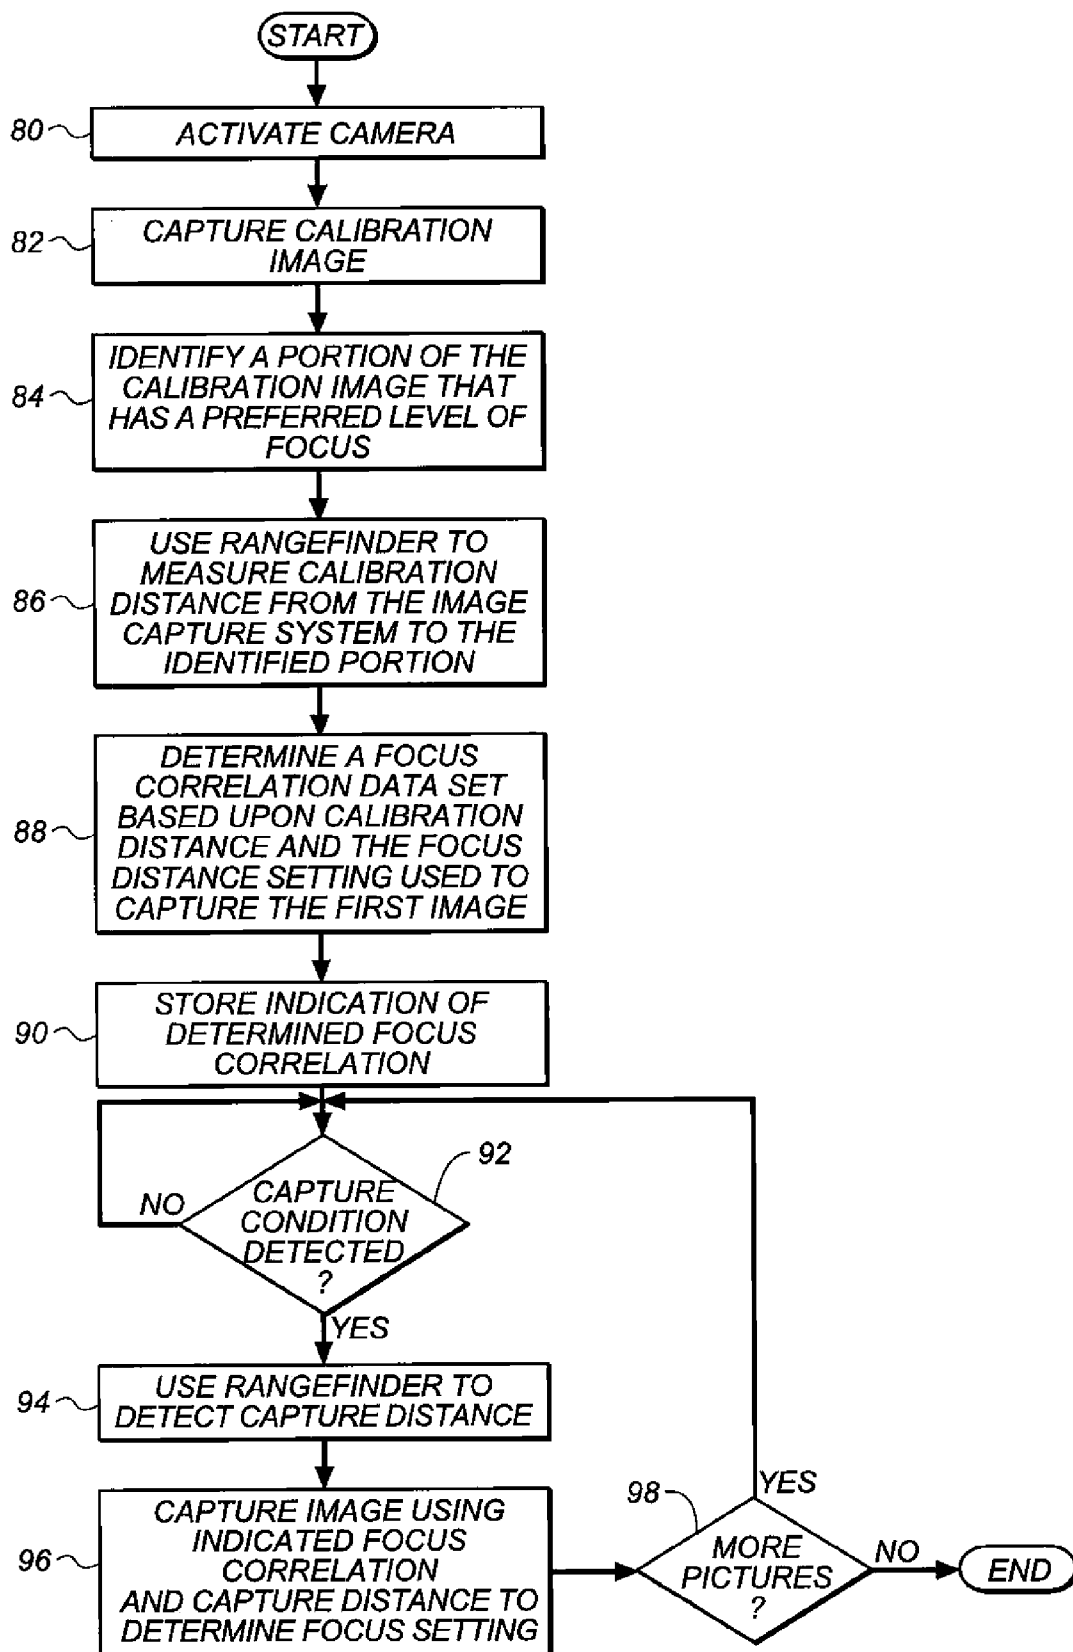 START
80
ACTIVATE CAMERA
82
CAPTURE CALIBRATION
IMAGE
84
IDENTIFY A PORTION OF THE
CALIBRATION IMAGE THAT
HAS A PREFERRED LEVEL OF
FOCUS
86
USE RANGEFINDER TO
MEASURE CALIBRATION
DISTANCE FROM THE IMAGE
CAPTURE SYSTEM TO THE
IDENTIFIED PORTION
88
DETERMINE A FOCUS
CORRELATION DATA SET
BASED UPON CALIBRATION
DISTANCE AND THE FOCUS
DISTANCE SETTING USED TO
CAPTURE THE FIRST IMAGE
90
STORE INDICATION OF
DETERMINED FOCUS
CORRELATION
92
NO
CAPTURE
CONDITION
DETECTED
?
YES
94
USE RANGEFINDER TO
DETECT CAPTURE DISTANCE
96
CAPTURE IMAGE USING
INDICATED FOCUS
CORRELATION
AND CAPTURE DISTANCE TO
DETERMINE FOCUS SETTING
98
YES
MORE
PICTURES
?
NO
END